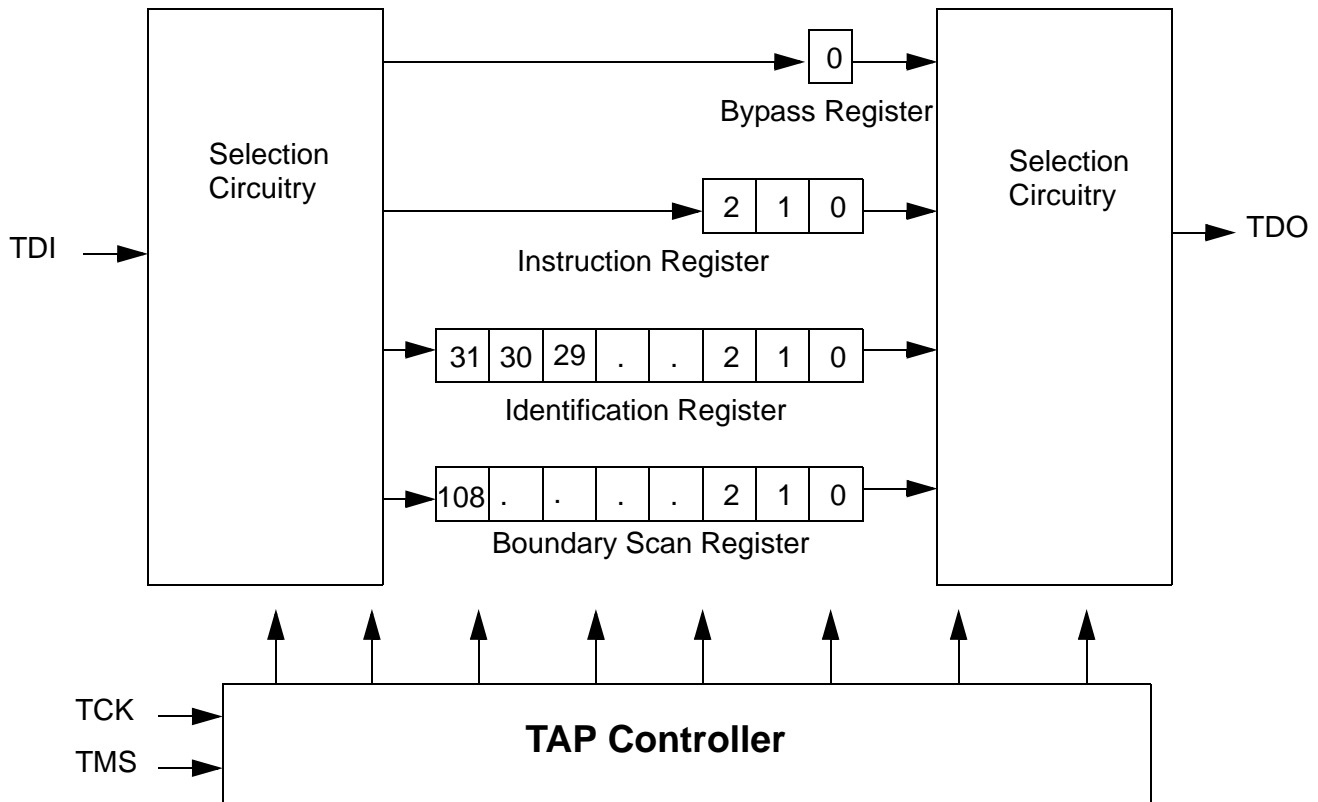 0
Bypass Register
Selection
Circuitry
Selection
Circuitry
2 1 0
TDI
TDO
Instruction Register
31 30 29 . . 2 1 0
Identification Register
108 . . . . 2 1 0
Boundary Scan Register
TCK
TMS
TAP Controller